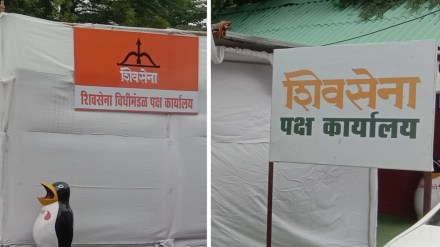 शिवसेना
शिवसेना विधीमंडळ पक्ष कार्यालय
शिवसेना
पक्ष कार्यालय